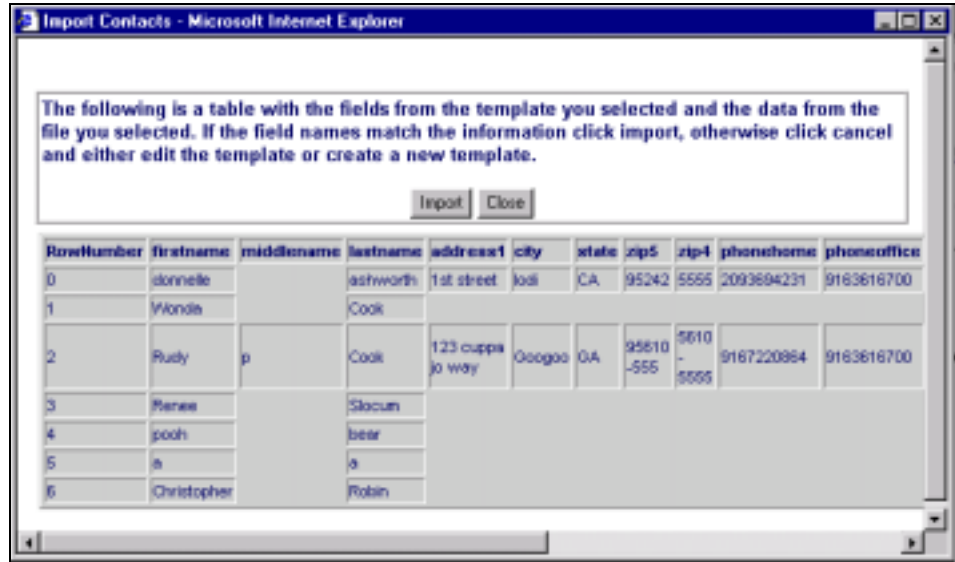 Import Contacts - Microsoft Internet Explorer
The following is a table with the fields from the template you selected and the data from the
file you selected. If the field names match the information click import, otherwise click cancel
and either edit the template or create a new template.
Import Close
RowNumber firstname middlename lastname address1 city state zip5 zip4 phonehome phoneoffice
0 donnelle ashworth 1st street lodi CA 95242 5555 2093694231 9163616700
1 Wonda Cook
2 Rudy p Cook 123 cuppa jo way Googoo GA 95610-555 5610-5555 9167220864 9163616700
3 Renee Slocum
4 pooh bear
5 a a
6 Christopher Robin